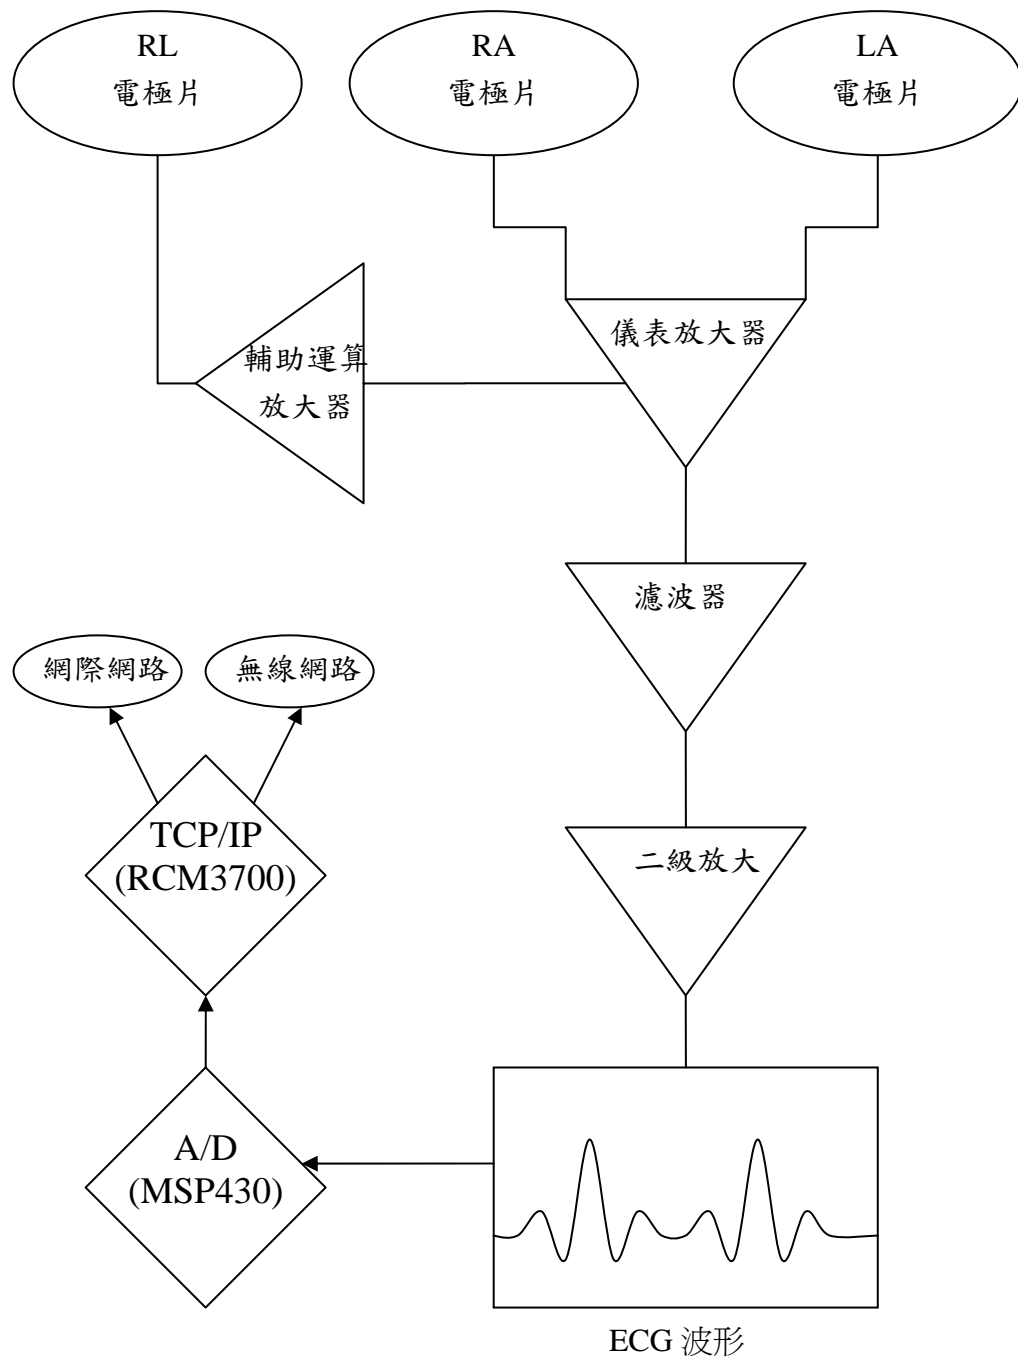 RL
電極片
RA
電極片
LA
電極片
儀表放大器
輔助運算
放大器
濾波器
網際網路
無線網路
TCP/IP
(RCM3700)
二級放大
A/D
(MSP430)
ECG 波形